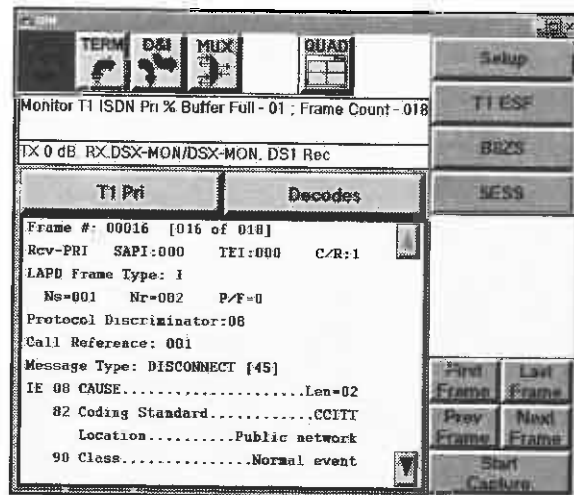 TERM D&I MUX QUAD
Setup
Monitor T1 ISDN Pri % Buffer Full - 01 ; Frame Count - 018
T1 ESF
B8ZS
TX 0 dB RX.DSX-MON/DSX-MON. DS1 Rec
T1 Pri Decodes
5ESS
Frame #: 00016 [016 of 018]
Rcv-PRI SAPI:000 TEI:000 C/R:1
LAPD Frame Type: I
Ns=001 Nr=002 P/F=0
Protocol Discriminator:08
Call Reference: 001
Message Type: DISCONNECT [45]
IE 08 CAUSE......................Len=02
82 Coding Standard............CCITT
Location..........Public network
90 Class...............Normal event
First Frame
Last Frame
Prev Frame
Next Frame
Start Capture